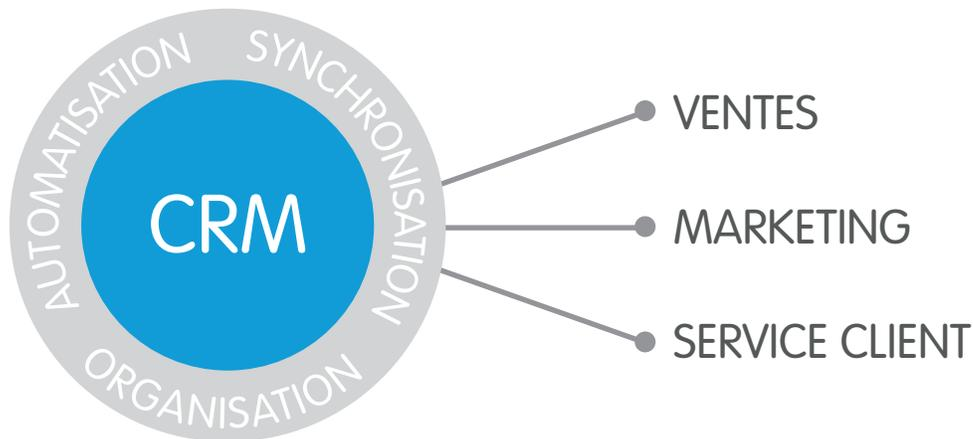 AUTOMATISATION
SYNCHRONISATION
ORGANISATION
CRM
VENTES
MARKETING
SERVICE CLIENT